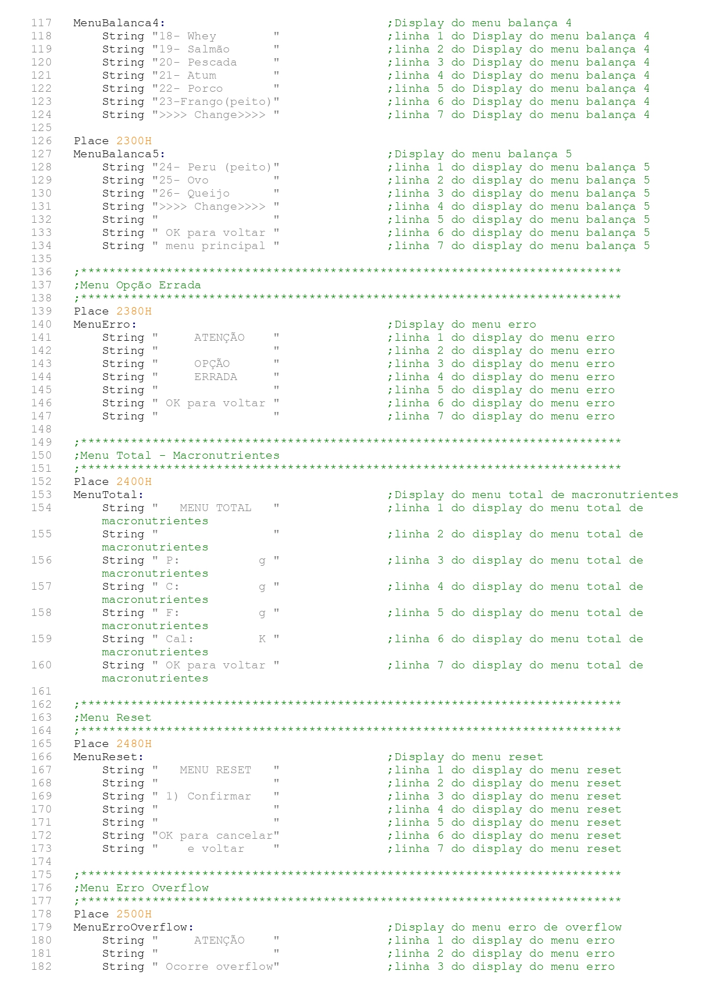 117 MenuBalanca4: ;Display do menu balança 4
118 String "18- Whey        " ;linha 1 do Display do menu balança 4
119 String "19- Salmão      " ;linha 2 do Display do menu balança 4
120 String "20- Pescada     " ;linha 3 do Display do menu balança 4
121 String "21- Atum        " ;linha 4 do Display do menu balança 4
122 String "22- Porco       " ;linha 5 do Display do menu balança 4
123 String "23-Frango(peito)" ;linha 6 do Display do menu balança 4
124 String ">>>> Change>>>> " ;linha 7 do Display do menu balança 4
125
126 Place 2300H
127 MenuBalanca5: ;Display do menu balança 5
128 String "24- Peru (peito)" ;linha 1 do display do menu balança 5
129 String "25- Ovo         " ;linha 2 do display do menu balança 5
130 String "26- Queijo      " ;linha 3 do display do menu balança 5
131 String ">>>> Change>>>> " ;linha 4 do display do menu balança 5
132 String "                " ;linha 5 do display do menu balança 5
133 String " OK para voltar " ;linha 6 do display do menu balança 5
134 String " menu principal " ;linha 7 do display do menu balança 5
135
136 ;****************************************************************************
137 ;Menu Opção Errada
138 ;****************************************************************************
139 Place 2380H
140 MenuErro: ;Display do menu erro
141 String "     ATENÇÃO    " ;linha 1 do display do menu erro
142 String "                " ;linha 2 do display do menu erro
143 String "     OPÇÃO      " ;linha 3 do display do menu erro
144 String "     ERRADA     " ;linha 4 do display do menu erro
145 String "                " ;linha 5 do display do menu erro
146 String " OK para voltar " ;linha 6 do display do menu erro
147 String "                " ;linha 7 do display do menu erro
148
149 ;****************************************************************************
150 ;Menu Total - Macronutrientes
151 ;****************************************************************************
152 Place 2400H
153 MenuTotal: ;Display do menu total de macronutrientes
154 String "   MENU TOTAL   " ;linha 1 do display do menu total de
macronutrientes
155 String "                " ;linha 2 do display do menu total de
macronutrientes
156 String " P:           g " ;linha 3 do display do menu total de
macronutrientes
157 String " C:           g " ;linha 4 do display do menu total de
macronutrientes
158 String " F:           g " ;linha 5 do display do menu total de
macronutrientes
159 String " Cal:         K " ;linha 6 do display do menu total de
macronutrientes
160 String " OK para voltar " ;linha 7 do display do menu total de
macronutrientes
161
162 ;****************************************************************************
163 ;Menu Reset
164 ;****************************************************************************
165 Place 2480H
166 MenuReset: ;Display do menu reset
167 String "   MENU RESET   " ;linha 1 do display do menu reset
168 String "                " ;linha 2 do display do menu reset
169 String " 1) Confirmar   " ;linha 3 do display do menu reset
170 String "                " ;linha 4 do display do menu reset
171 String "                " ;linha 5 do display do menu reset
172 String "OK para cancelar" ;linha 6 do display do menu reset
173 String "    e voltar    " ;linha 7 do display do menu reset
174
175 ;****************************************************************************
176 ;Menu Erro Overflow
177 ;****************************************************************************
178 Place 2500H
179 MenuErroOverflow: ;Display do menu erro de overflow
180 String "     ATENÇÃO    " ;linha 1 do display do menu erro
181 String "                " ;linha 2 do display do menu erro
182 String " Ocorre overflow" ;linha 3 do display do menu erro